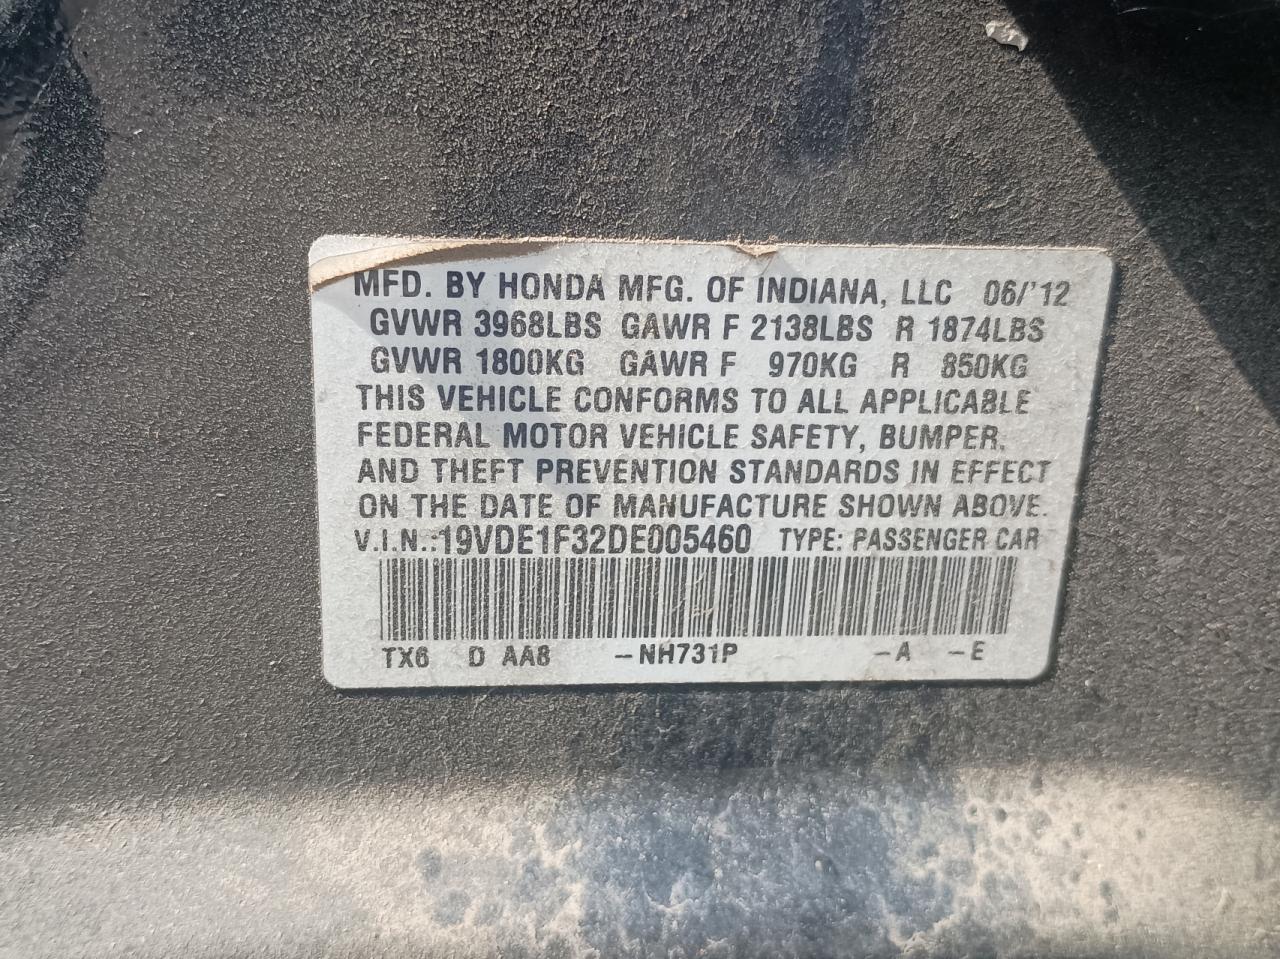 MFD. BY HONDA MFG. OF INDIANA, LLC 06/'12
GVWR 3968LBS GAWR F 2138LBS R 1874LBS
GVWR 1800KG GAWR F 970KG R 850KG
THIS VEHICLE CONFORMS TO ALL APPLICABLE
FEDERAL MOTOR VEHICLE SAFETY, BUMPER,
AND THEFT PREVENTION STANDARDS IN EFFECT
ON THE DATE OF MANUFACTURE SHOWN ABOVE.
V.I.N.:19VDE1F32DE005460 TYPE: PASSENGER CAR
TX6 D AA8 -NH731P -A -E